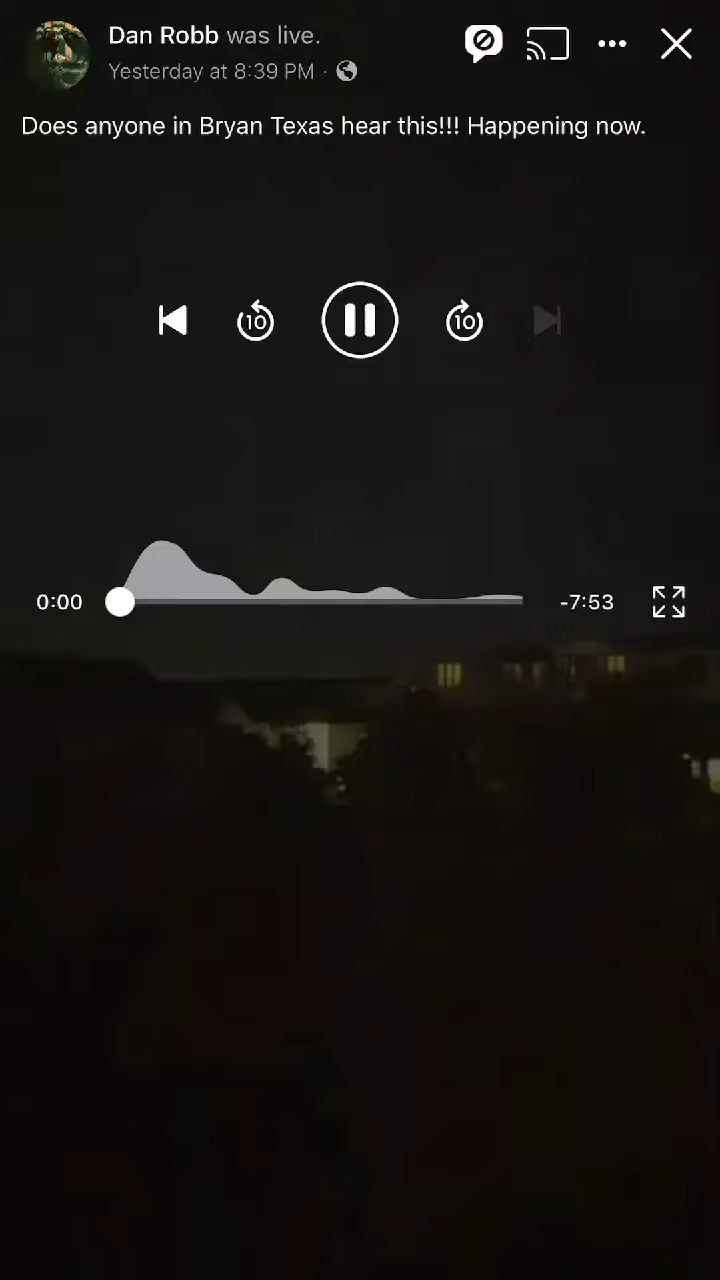 Dan Robb was live.
Yesterday at 8:39 PM ·
Does anyone in Bryan Texas hear this!!! Happening now.
10
10
0:00
-7:53